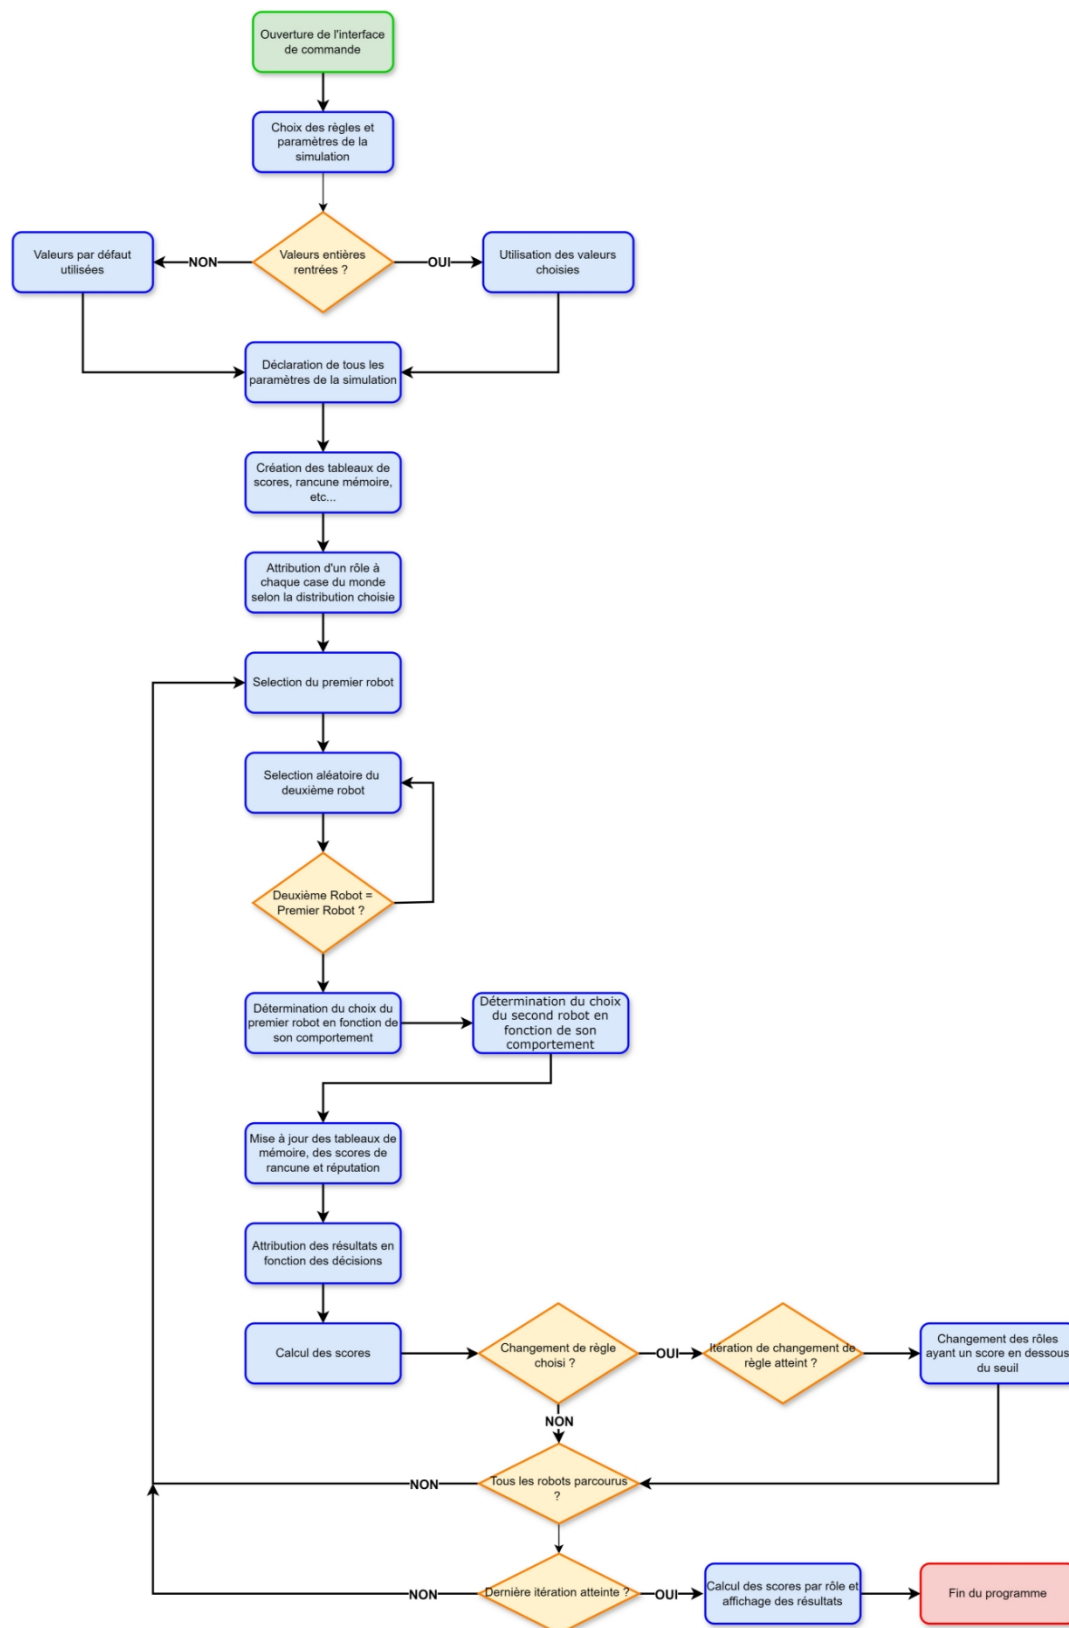 Ouverture de l'interface
de commande
Choix des règles et
paramètres de la
simulation
Valeurs par défaut
utilisées
NON
Valeurs entières
rentrées ?
OUI
Utilisation des valeurs
choisies
Déclaration de tous les
paramètres de la simulation
Création des tableaux de
scores, rancune mémoire,
etc...
Attribution d'un rôle à
chaque case du monde
selon la distribution choisie
Selection du premier robot
Selection aléatoire du
deuxième robot
Deuxième Robot =
Premier Robot ?
Détermination du choix du
premier robot en fonction de
son comportement
Détermination du choix
du second robot en
fonction de son
comportement
Mise à jour des tableaux de
mémoire, des scores de
rancune et réputation
Attribution des résultats en
fonction des décisions
Calcul des scores
Changement de règle
choisi ?
OUI
Itération de changement de
règle atteint ?
Changement des rôles
ayant un score en dessous
du seuil
NON
NON
Tous les robots parcourus
?
NON
Dernière itération atteinte ?
OUI
Calcul des scores par rôle et
affichage des résultats
Fin du programme